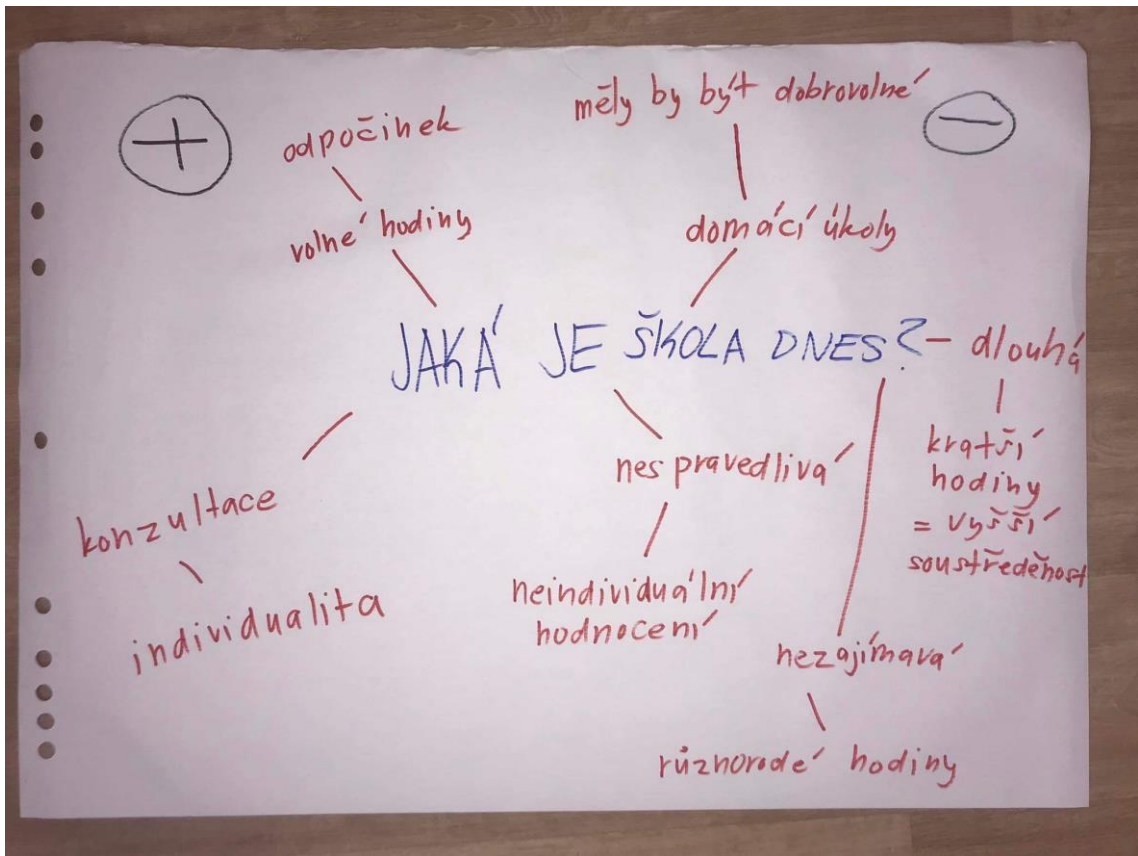 +
−
odpočinek
volné hodiny
měly by být dobrovolné
domácí úkoly
JAKÁ JE ŠKOLA DNES? – dlouhá
kratší
hodiny
= vyšší
soustředěnost
konzultace
individualita
nespravedlivá
neindividuální
hodnocení
nezajímavá
různorodé hodiny